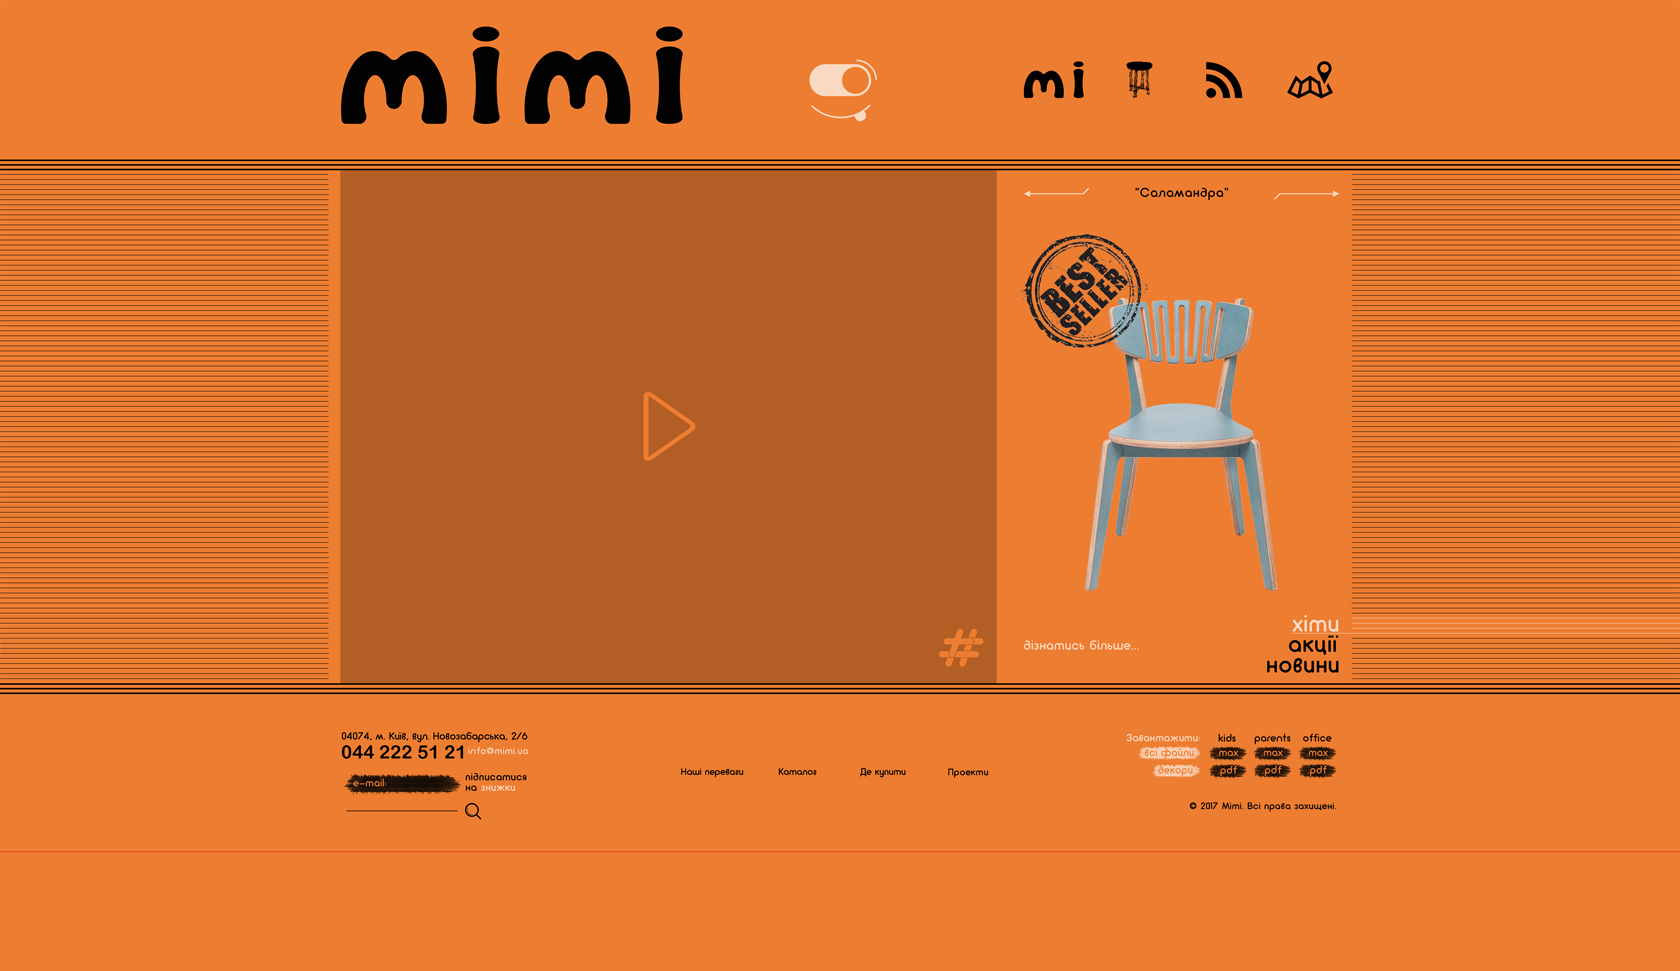 mimi
mi
"Саламандра"
BEST
SELLER
хіти
дізнатись більше...
акції
новини
#
04074, м. Київ, вул. Новозабарська, 2/6
044 222 51 21 info@mimi.ua
e-mail:
підписатися
на знижки
Наші переваги
Каталог
Де купити
Проекти
Завантажити: kids parents office
всі файли .max .max .max
декори .pdf .pdf .pdf
© 2017 Mimi. Всі права захищені.